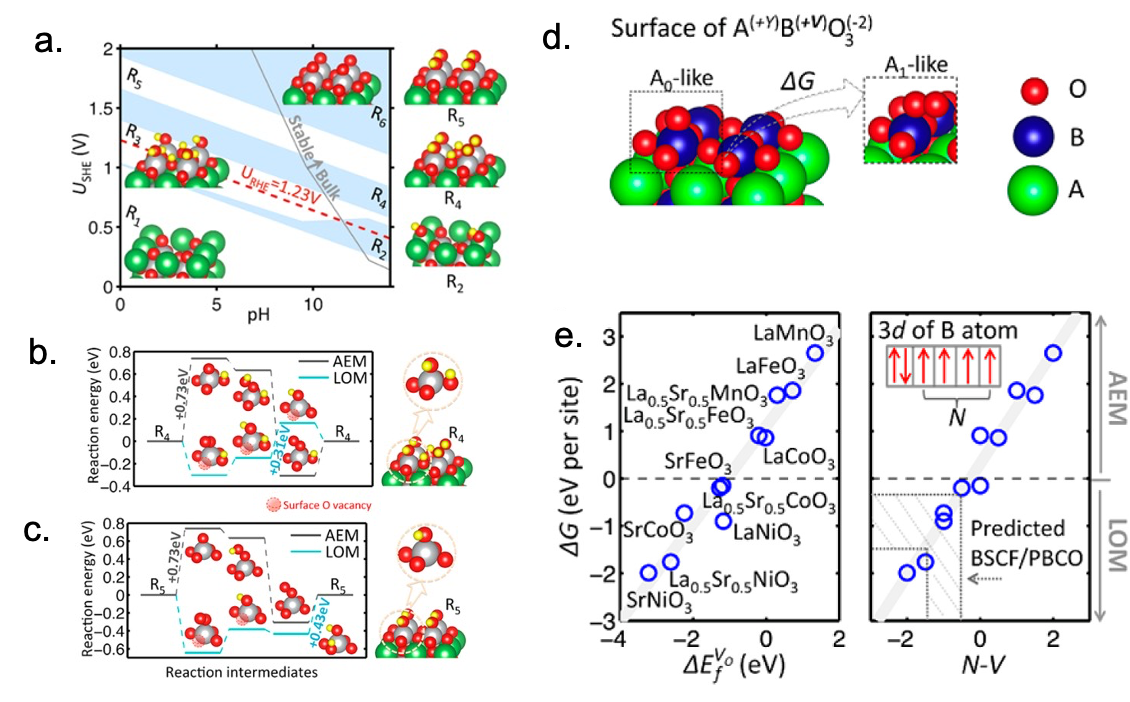 a.
2
1.5
1
0.5
0
U_SHE (V)
0
5
10
pH
R5
R3
R1
R6
R4
R2
Stable
Bulk
U_RHE=1.23V
R5
R4
R2
b.
Reaction energy (eV)
0.8
0.6
0.4
0.2
0
−0.2
−0.4
AEM
LOM
R4
+0.73eV
+0.31eV
R4
R4
Surface O vacancy
c.
Reaction energy (eV)
0.8
0.6
0.4
0.2
0
−0.2
−0.4
−0.6
AEM
LOM
R5
+0.73eV
+0.43eV
R5
R5
Reaction intermediates
d.
Surface of A(+Y)B(+V)O3(-2)
A0-like
ΔG
A1-like
O
B
A
e.
ΔG (eV per site)
3
2
1
0
−1
−2
−3
LaMnO3
LaFeO3
La0.5Sr0.5MnO3
La0.5Sr0.5FeO3
LaCoO3
SrFeO3
La0.5Sr0.5CoO3
SrCoO3
LaNiO3
La0.5Sr0.5NiO3
SrNiO3
−4
−2
0
2
ΔE_f^Vo (eV)
3d of B atom
N
Predicted
BSCF/PBCO
−2
0
2
N-V
AEM
LOM